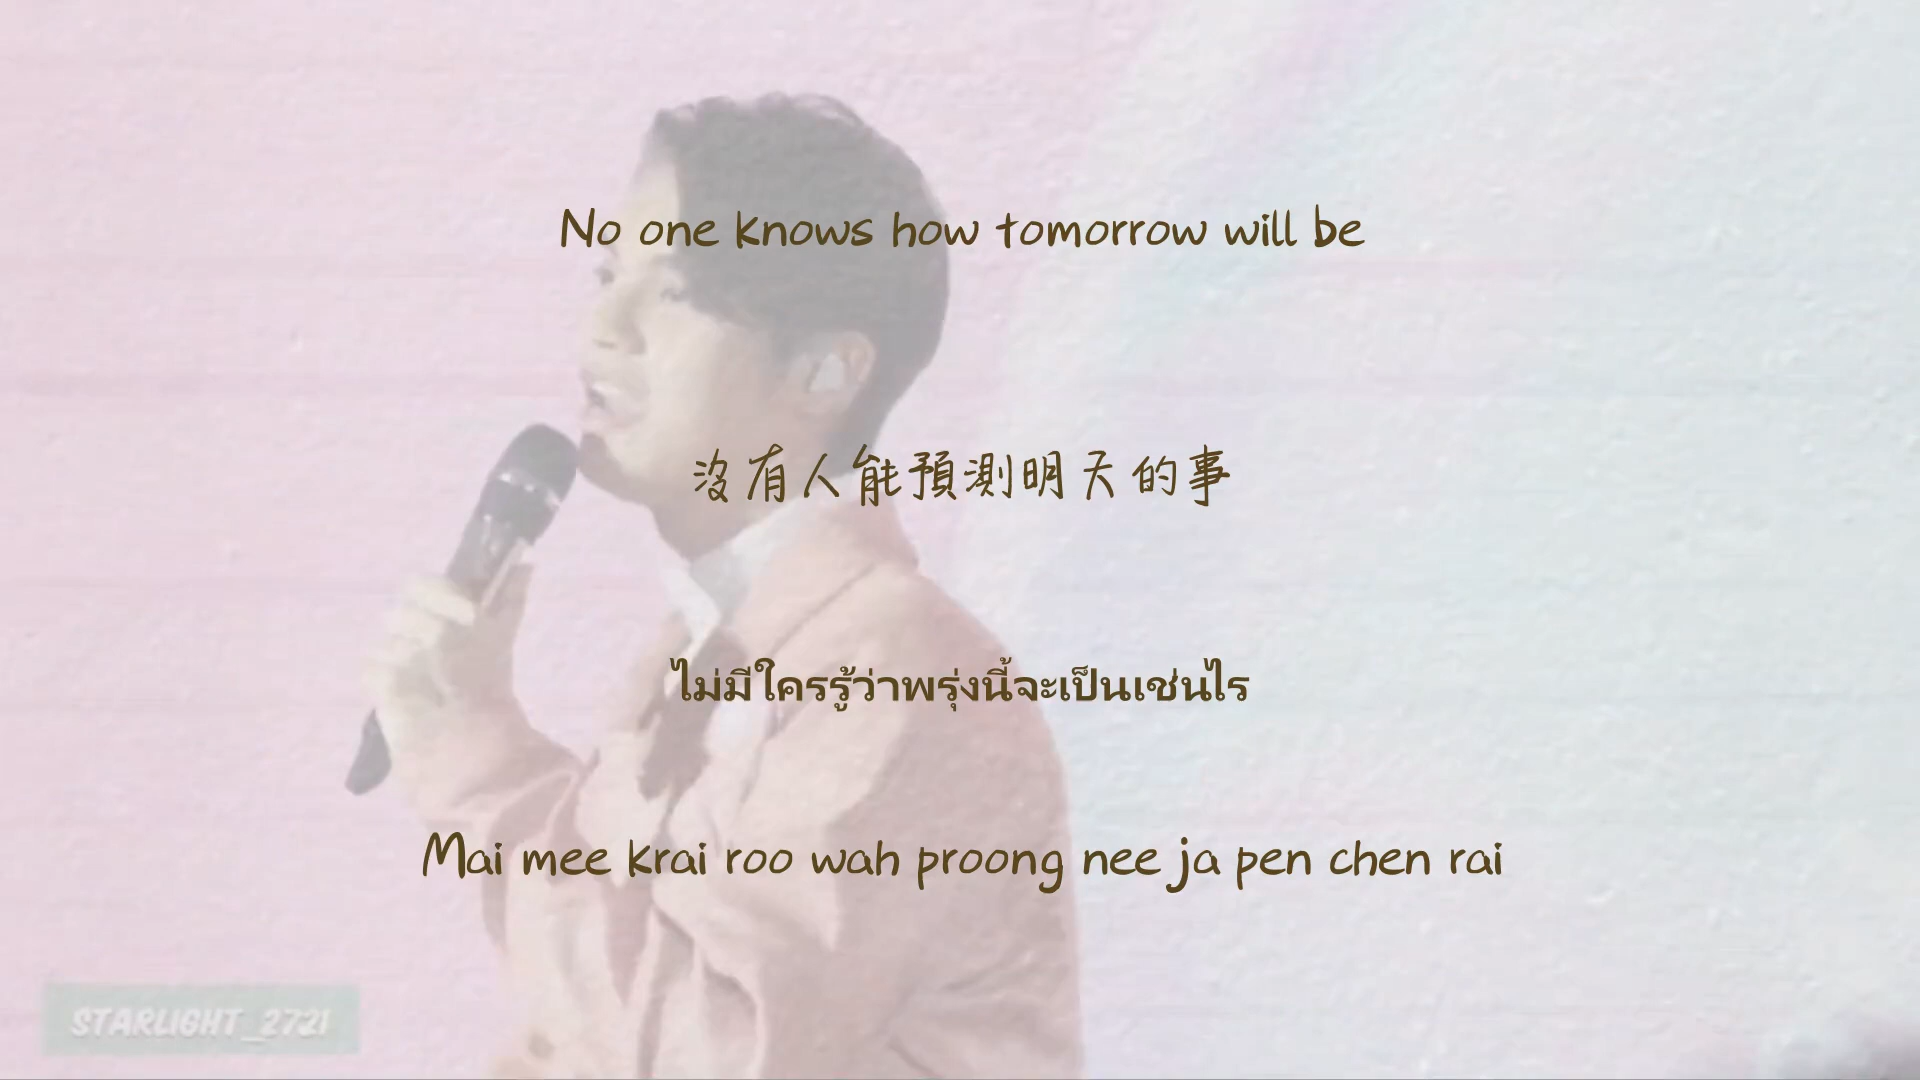 No one knows how tomorrow will be
沒有人能預測明天的事
ไม่มีใครรู้ว่าพรุ่งนี้จะเป็นเช่นไร
Mai mee krai roo wah proong nee ja pen chen rai
STARLIGHT_2721